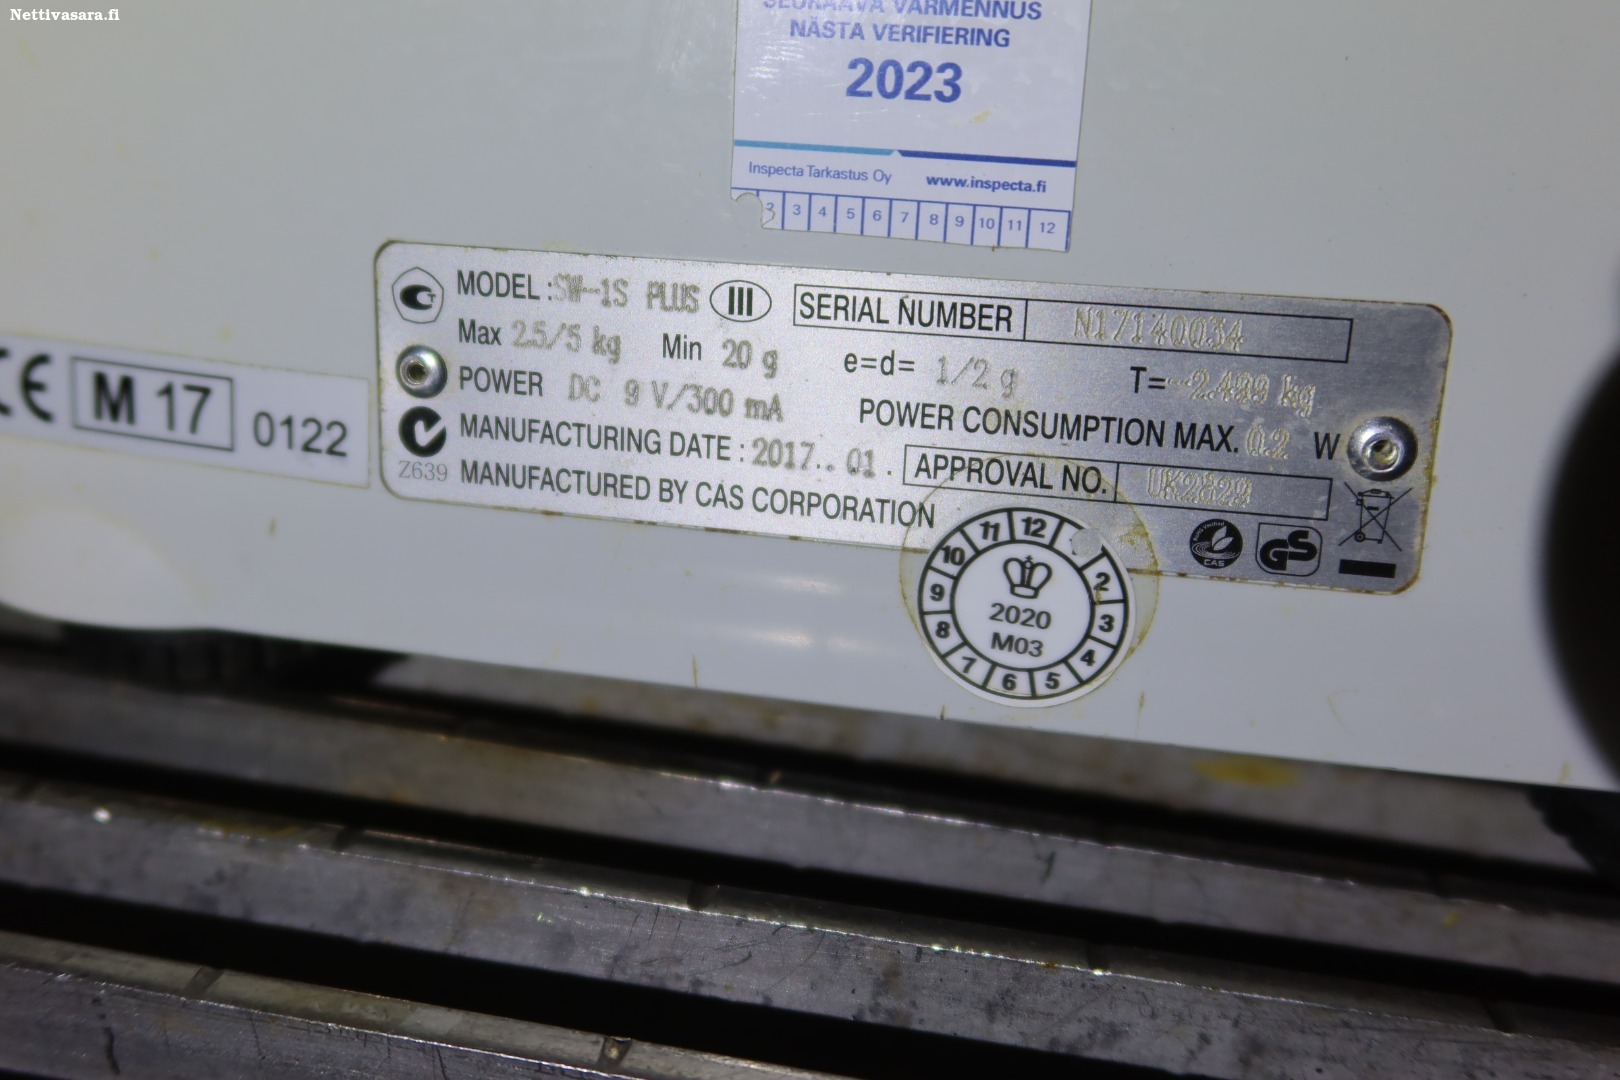 Nettivasara.fi
SEURAAVA VARMENNUS
NÄSTA VERIFIERING
2023
Inspecta Tarkastus Oy www.inspecta.fi
2 3 4 5 6 7 8 9 10 11 12
MODEL : SW-1S PLUS III SERIAL NUMBER N17140034
Max 2.5/5 kg Min 20 g e=d= 1/2 g T= -2.499 kg
POWER DC 9 V/300 mA POWER CONSUMPTION MAX. 0.2 W
MANUFACTURING DATE : 2017. 01 . APPROVAL NO.
Z639 MANUFACTURED BY CAS CORPORATION
CE M 17 0122
CAS GS
11 12 2 3 4 5 6 7 8 9 10
2020
M03